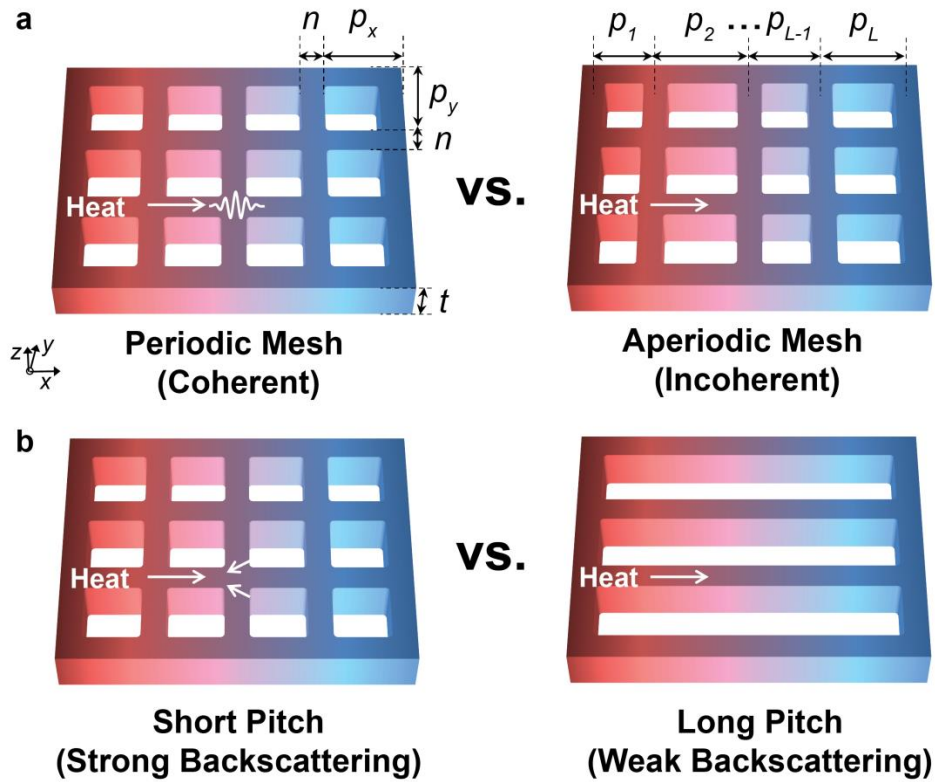 a
n
p_x
p_y
n
Heat
t
z
y
x
Periodic Mesh
(Coherent)
vs.
p_1
p_2
...
p_{L-1}
p_L
Heat
Aperiodic Mesh
(Incoherent)
b
Heat
Short Pitch
(Strong Backscattering)
vs.
Heat
Long Pitch
(Weak Backscattering)